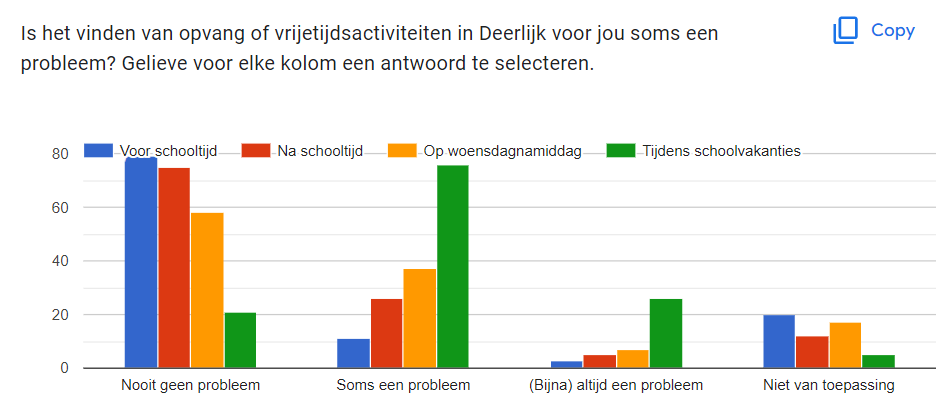 Is het vinden van opvang of vrijetijdsactiviteiten in Deerlijk voor jou soms een
probleem? Gelieve voor elke kolom een antwoord te selecteren.
Copy
Voor schooltijd Na schooltijd Op woensdagnamiddag Tijdens schoolvakanties
80
60
40
20
0
Nooit geen probleem Soms een probleem (Bijna) altijd een probleem Niet van toepassing